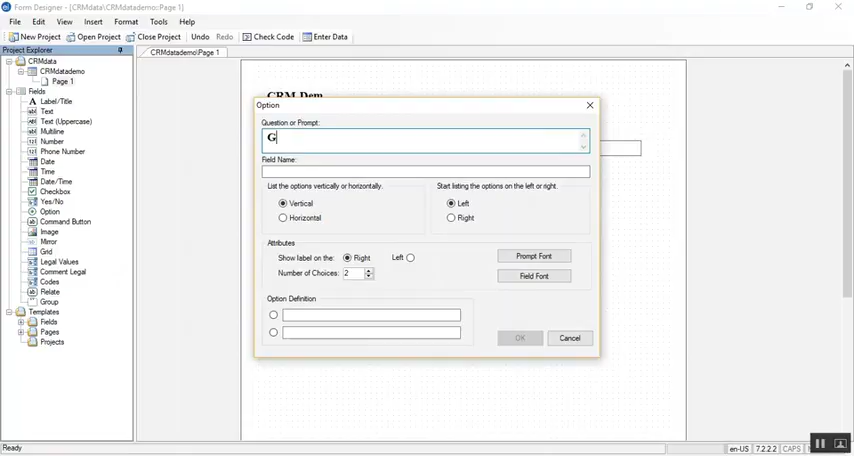 Form Designer - [CRMdata\CRMdatademo::Page 1]
File Edit View Insert Format Tools Help
New Project Open Project Close Project Undo Redo Check Code Enter Data
Project Explorer
CRMdatademo\Page 1
CRMdata
CRMdatademo
Page 1
Fields
Label/Title
Text
Text (Uppercase)
Multiline
Number
Phone Number
Date
Time
Date/Time
Checkbox
Yes/No
Option
Command Button
Image
Mirror
Grid
Legal Values
Comment Legal
Codes
Relate
Group
Templates
Fields
Pages
Projects
CRM Dem
Option
Question or Prompt:
G
Field Name:
List the options vertically or horizontally.
Vertical
Horizontal
Start listing the options on the left or right.
Left
Right
Attributes
Show label on the: Right Left
Number of Choices: 2
Prompt Font
Field Font
Option Definition
OK Cancel
Ready
en-US 7.2.2.2 CAPS